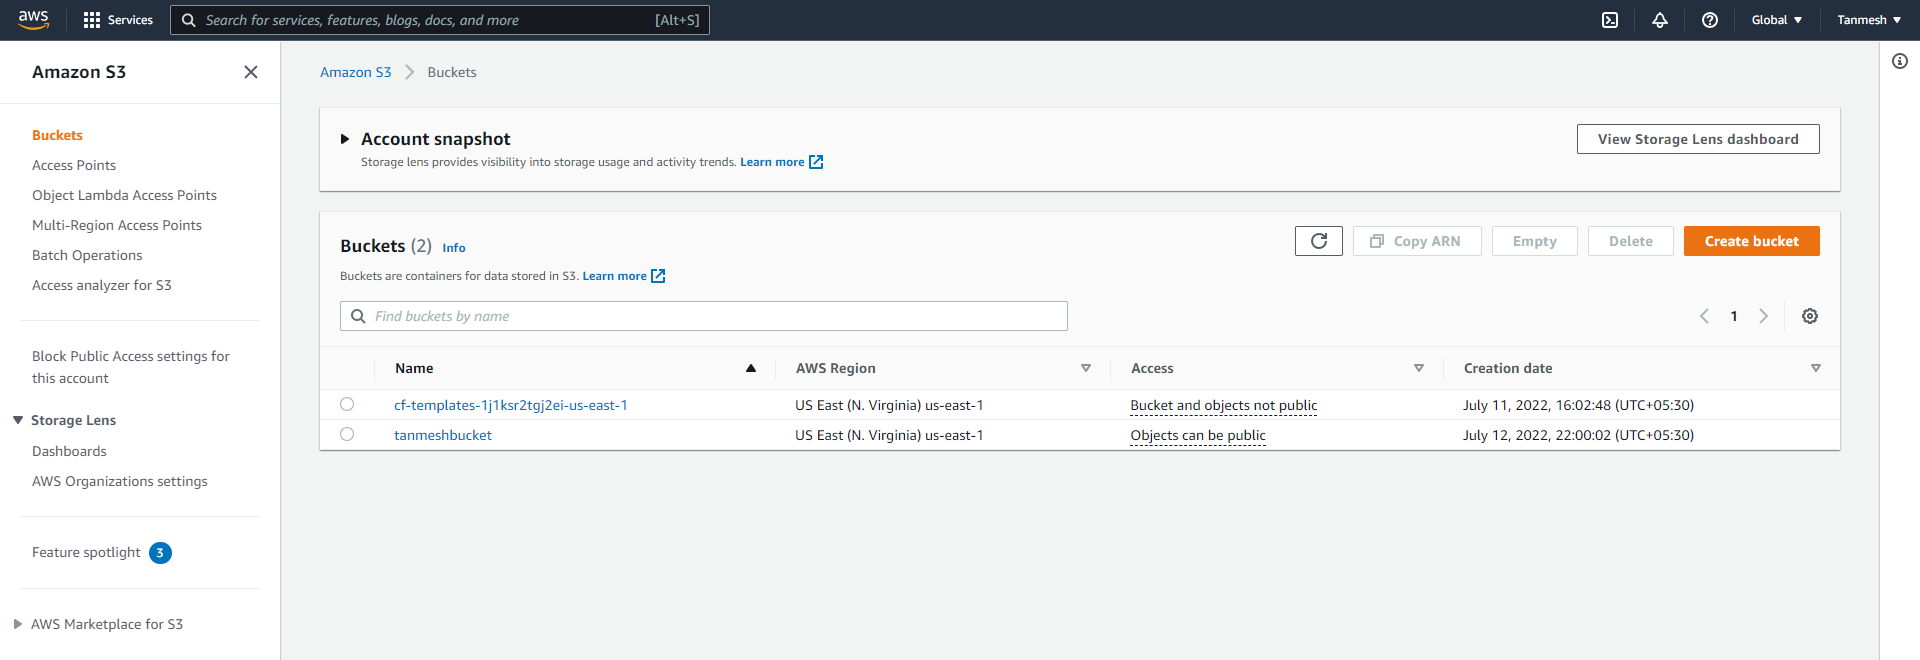 aws Services Search for services, features, blogs, docs, and more [Alt+S] Global Tanmesh
Amazon S3
Buckets
Access Points
Object Lambda Access Points
Multi-Region Access Points
Batch Operations
Access analyzer for S3
Block Public Access settings for
this account
Storage Lens
Dashboards
AWS Organizations settings
Feature spotlight 3
AWS Marketplace for S3
Amazon S3 Buckets
Account snapshot View Storage Lens dashboard
Storage lens provides visibility into storage usage and activity trends. Learn more
Buckets (2) Info Copy ARN Empty Delete Create bucket
Buckets are containers for data stored in S3. Learn more
Find buckets by name 1
Name AWS Region Access Creation date
cf-templates-1j1ksr2tgj2ei-us-east-1 US East (N. Virginia) us-east-1 Bucket and objects not public July 11, 2022, 16:02:48 (UTC+05:30)
tanmeshbucket US East (N. Virginia) us-east-1 Objects can be public July 12, 2022, 22:00:02 (UTC+05:30)